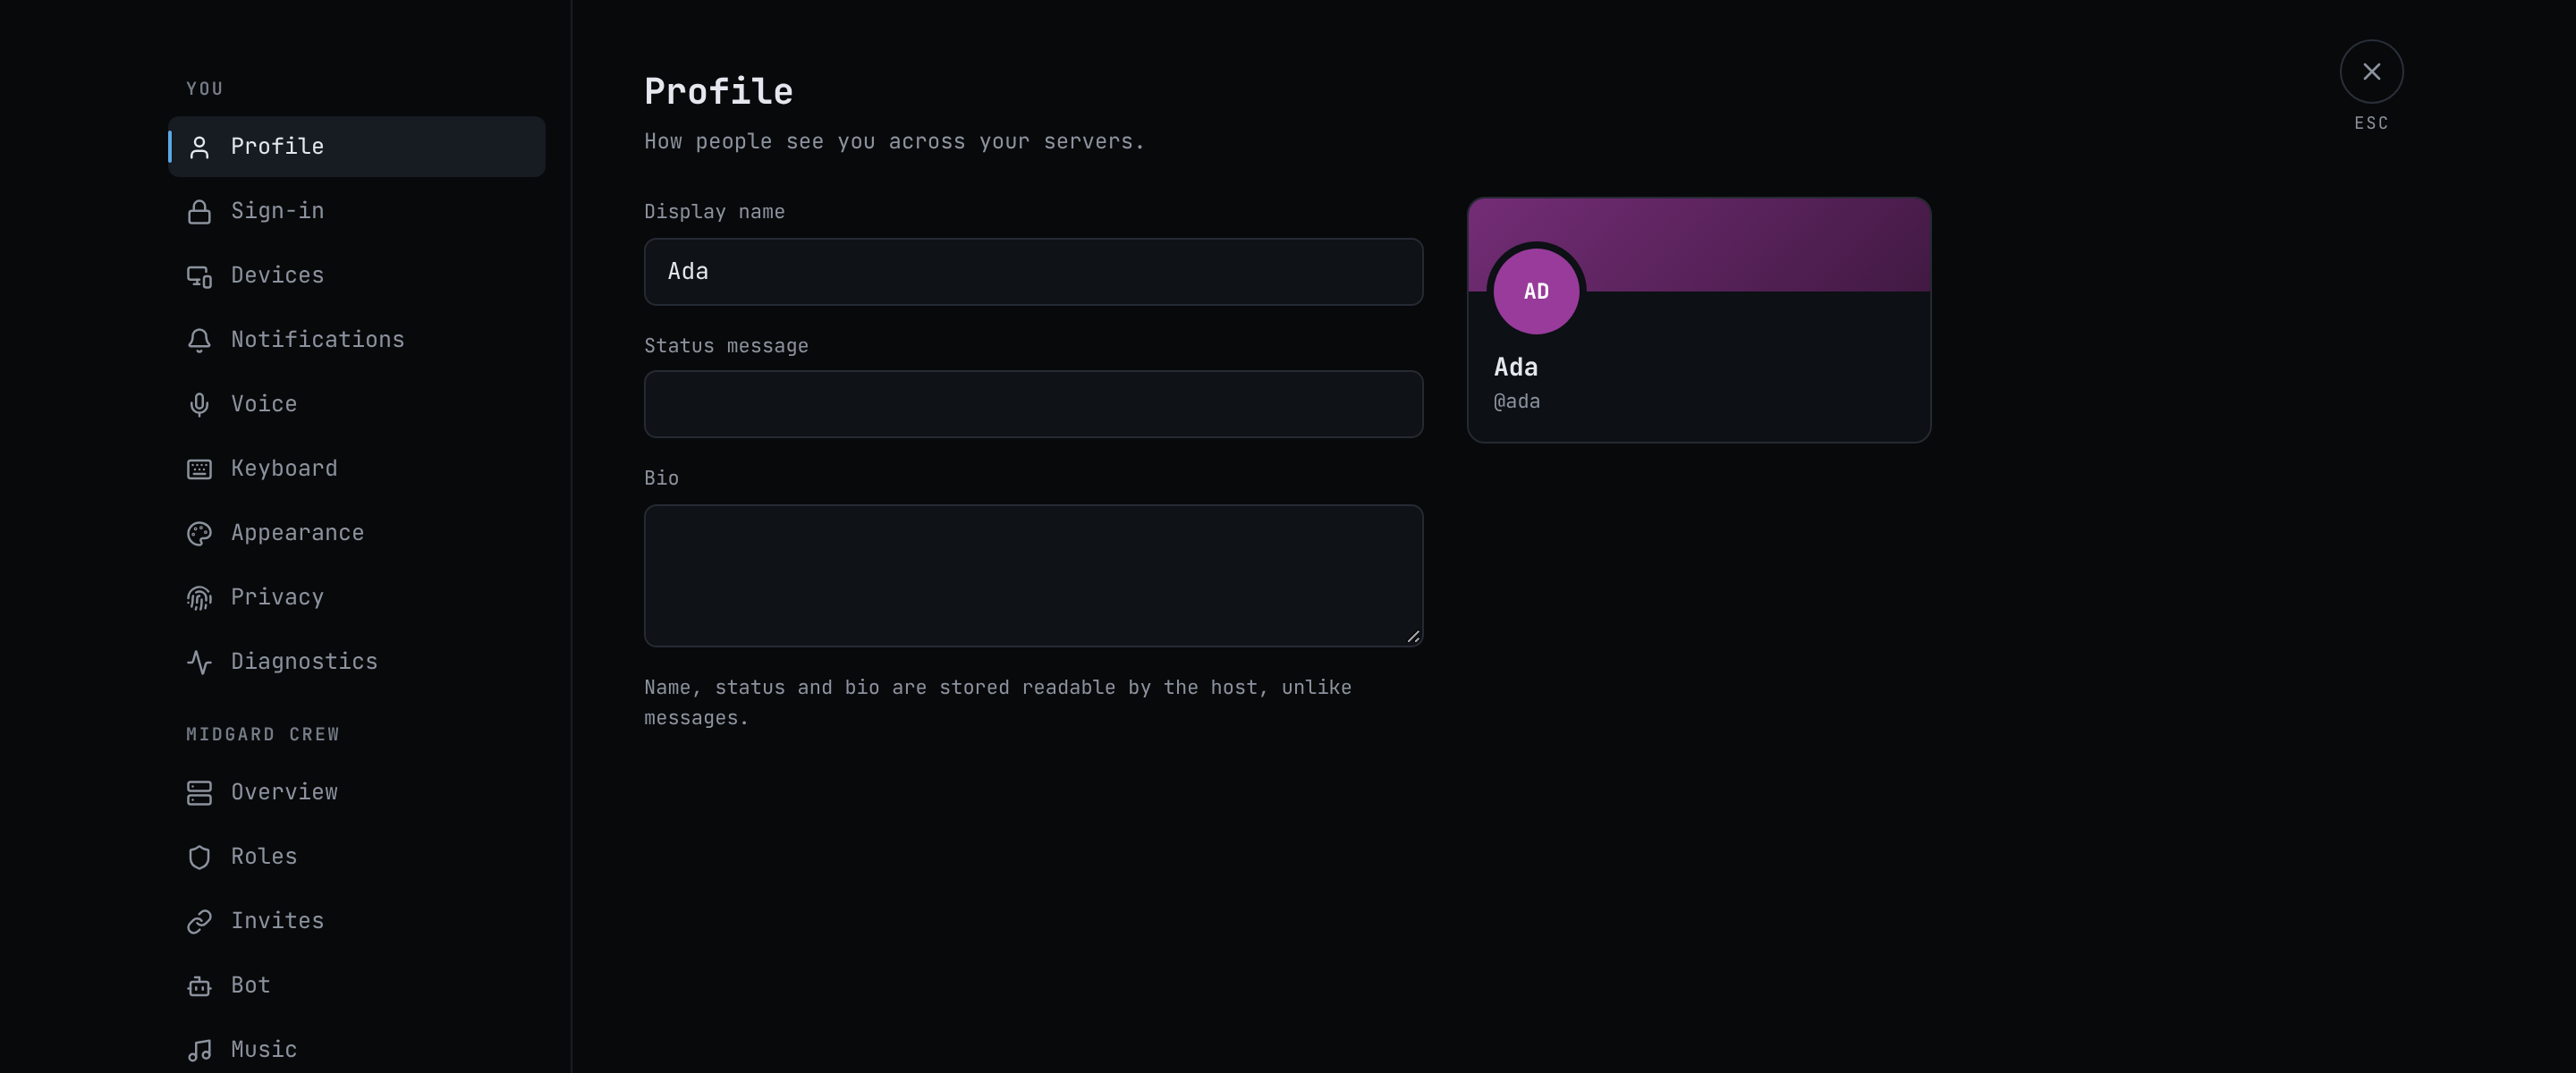 YOU
Profile
Sign-in
Devices
Notifications
Voice
Keyboard
Appearance
Privacy
Diagnostics
MIDGARD CREW
Overview
Roles
Invites
Bot
Music
Profile
How people see you across your servers.
Display name
Ada
Status message
Bio
Name, status and bio are stored readable by the host, unlike
messages.
AD
Ada
@ada
ESC